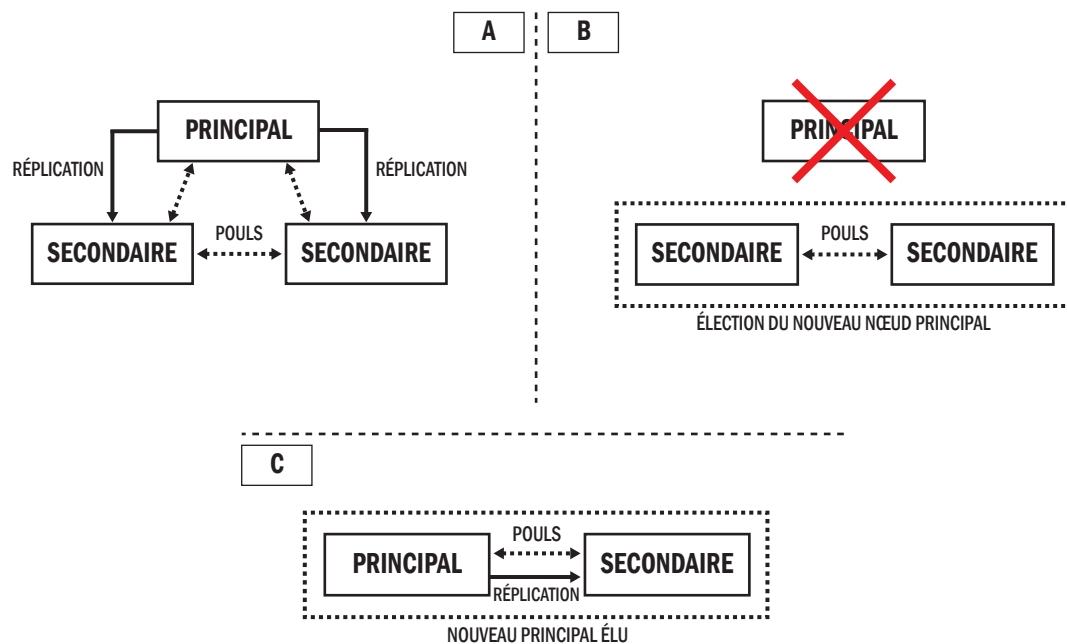 A
B
PRINCIPAL
RÉPLICATION
RÉPLICATION
SECONDAIRE
POULS
SECONDAIRE
PRINCIPAL
SECONDAIRE
POULS
SECONDAIRE
ÉLECTION DU NOUVEAU NŒUD PRINCIPAL
C
PRINCIPAL
POULS
RÉPLICATION
SECONDAIRE
NOUVEAU PRINCIPAL ÉLU